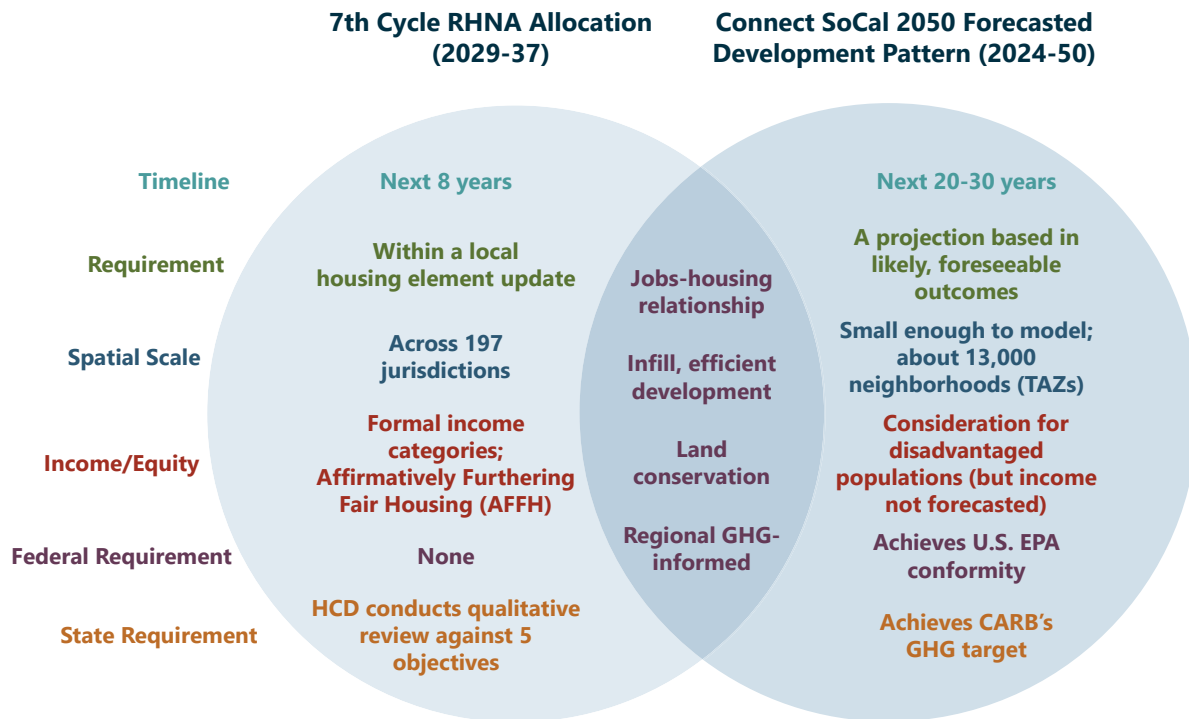 7th Cycle RHNA Allocation
(2029-37)
Connect SoCal 2050 Forecasted
Development Pattern (2024-50)
Timeline
Next 8 years
Next 20-30 years
Requirement
Within a local
housing element update
A projection based in
likely, foreseeable
outcomes
Spatial Scale
Across 197
jurisdictions
Small enough to model;
about 13,000
neighborhoods (TAZs)
Income/Equity
Formal income
categories;
Affirmatively Furthering
Fair Housing (AFFH)
Consideration for
disadvantaged
populations (but income
not forecasted)
Federal Requirement
None
Achieves U.S. EPA
conformity
State Requirement
HCD conducts qualitative
review against 5
objectives
Achieves CARB’s
GHG target
Jobs-housing
relationship
Infill, efficient
development
Land
conservation
Regional GHG-
informed